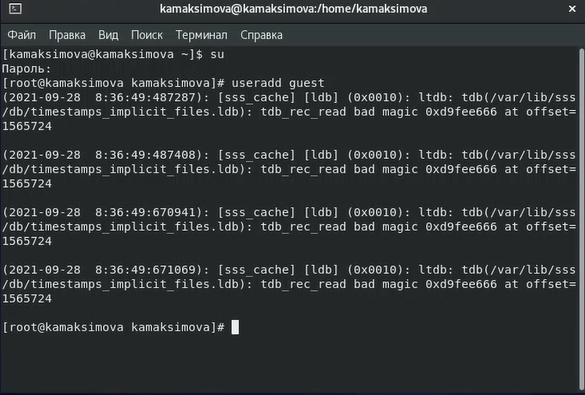 kamaksimova@kamaksimova:/home/kamaksimova
Файл Правка Вид Поиск Терминал Справка
[kamaksimova@kamaksimova ~]$ su
Пароль:
[root@kamaksimova kamaksimova]# useradd guest
(2021-09-28  8:36:49:487287): [sss_cache] [ldb] (0x0010): ltdb: tdb(/var/lib/sss
/db/timestamps_implicit_files.ldb): tdb_rec_read bad magic 0xd9fee666 at offset=
1565724
(2021-09-28  8:36:49:487408): [sss_cache] [ldb] (0x0010): ltdb: tdb(/var/lib/sss
/db/timestamps_implicit_files.ldb): tdb_rec_read bad magic 0xd9fee666 at offset=
1565724
(2021-09-28  8:36:49:670941): [sss_cache] [ldb] (0x0010): ltdb: tdb(/var/lib/sss
/db/timestamps_implicit_files.ldb): tdb_rec_read bad magic 0xd9fee666 at offset=
1565724
(2021-09-28  8:36:49:671069): [sss_cache] [ldb] (0x0010): ltdb: tdb(/var/lib/sss
/db/timestamps_implicit_files.ldb): tdb_rec_read bad magic 0xd9fee666 at offset=
1565724
[root@kamaksimova kamaksimova]#